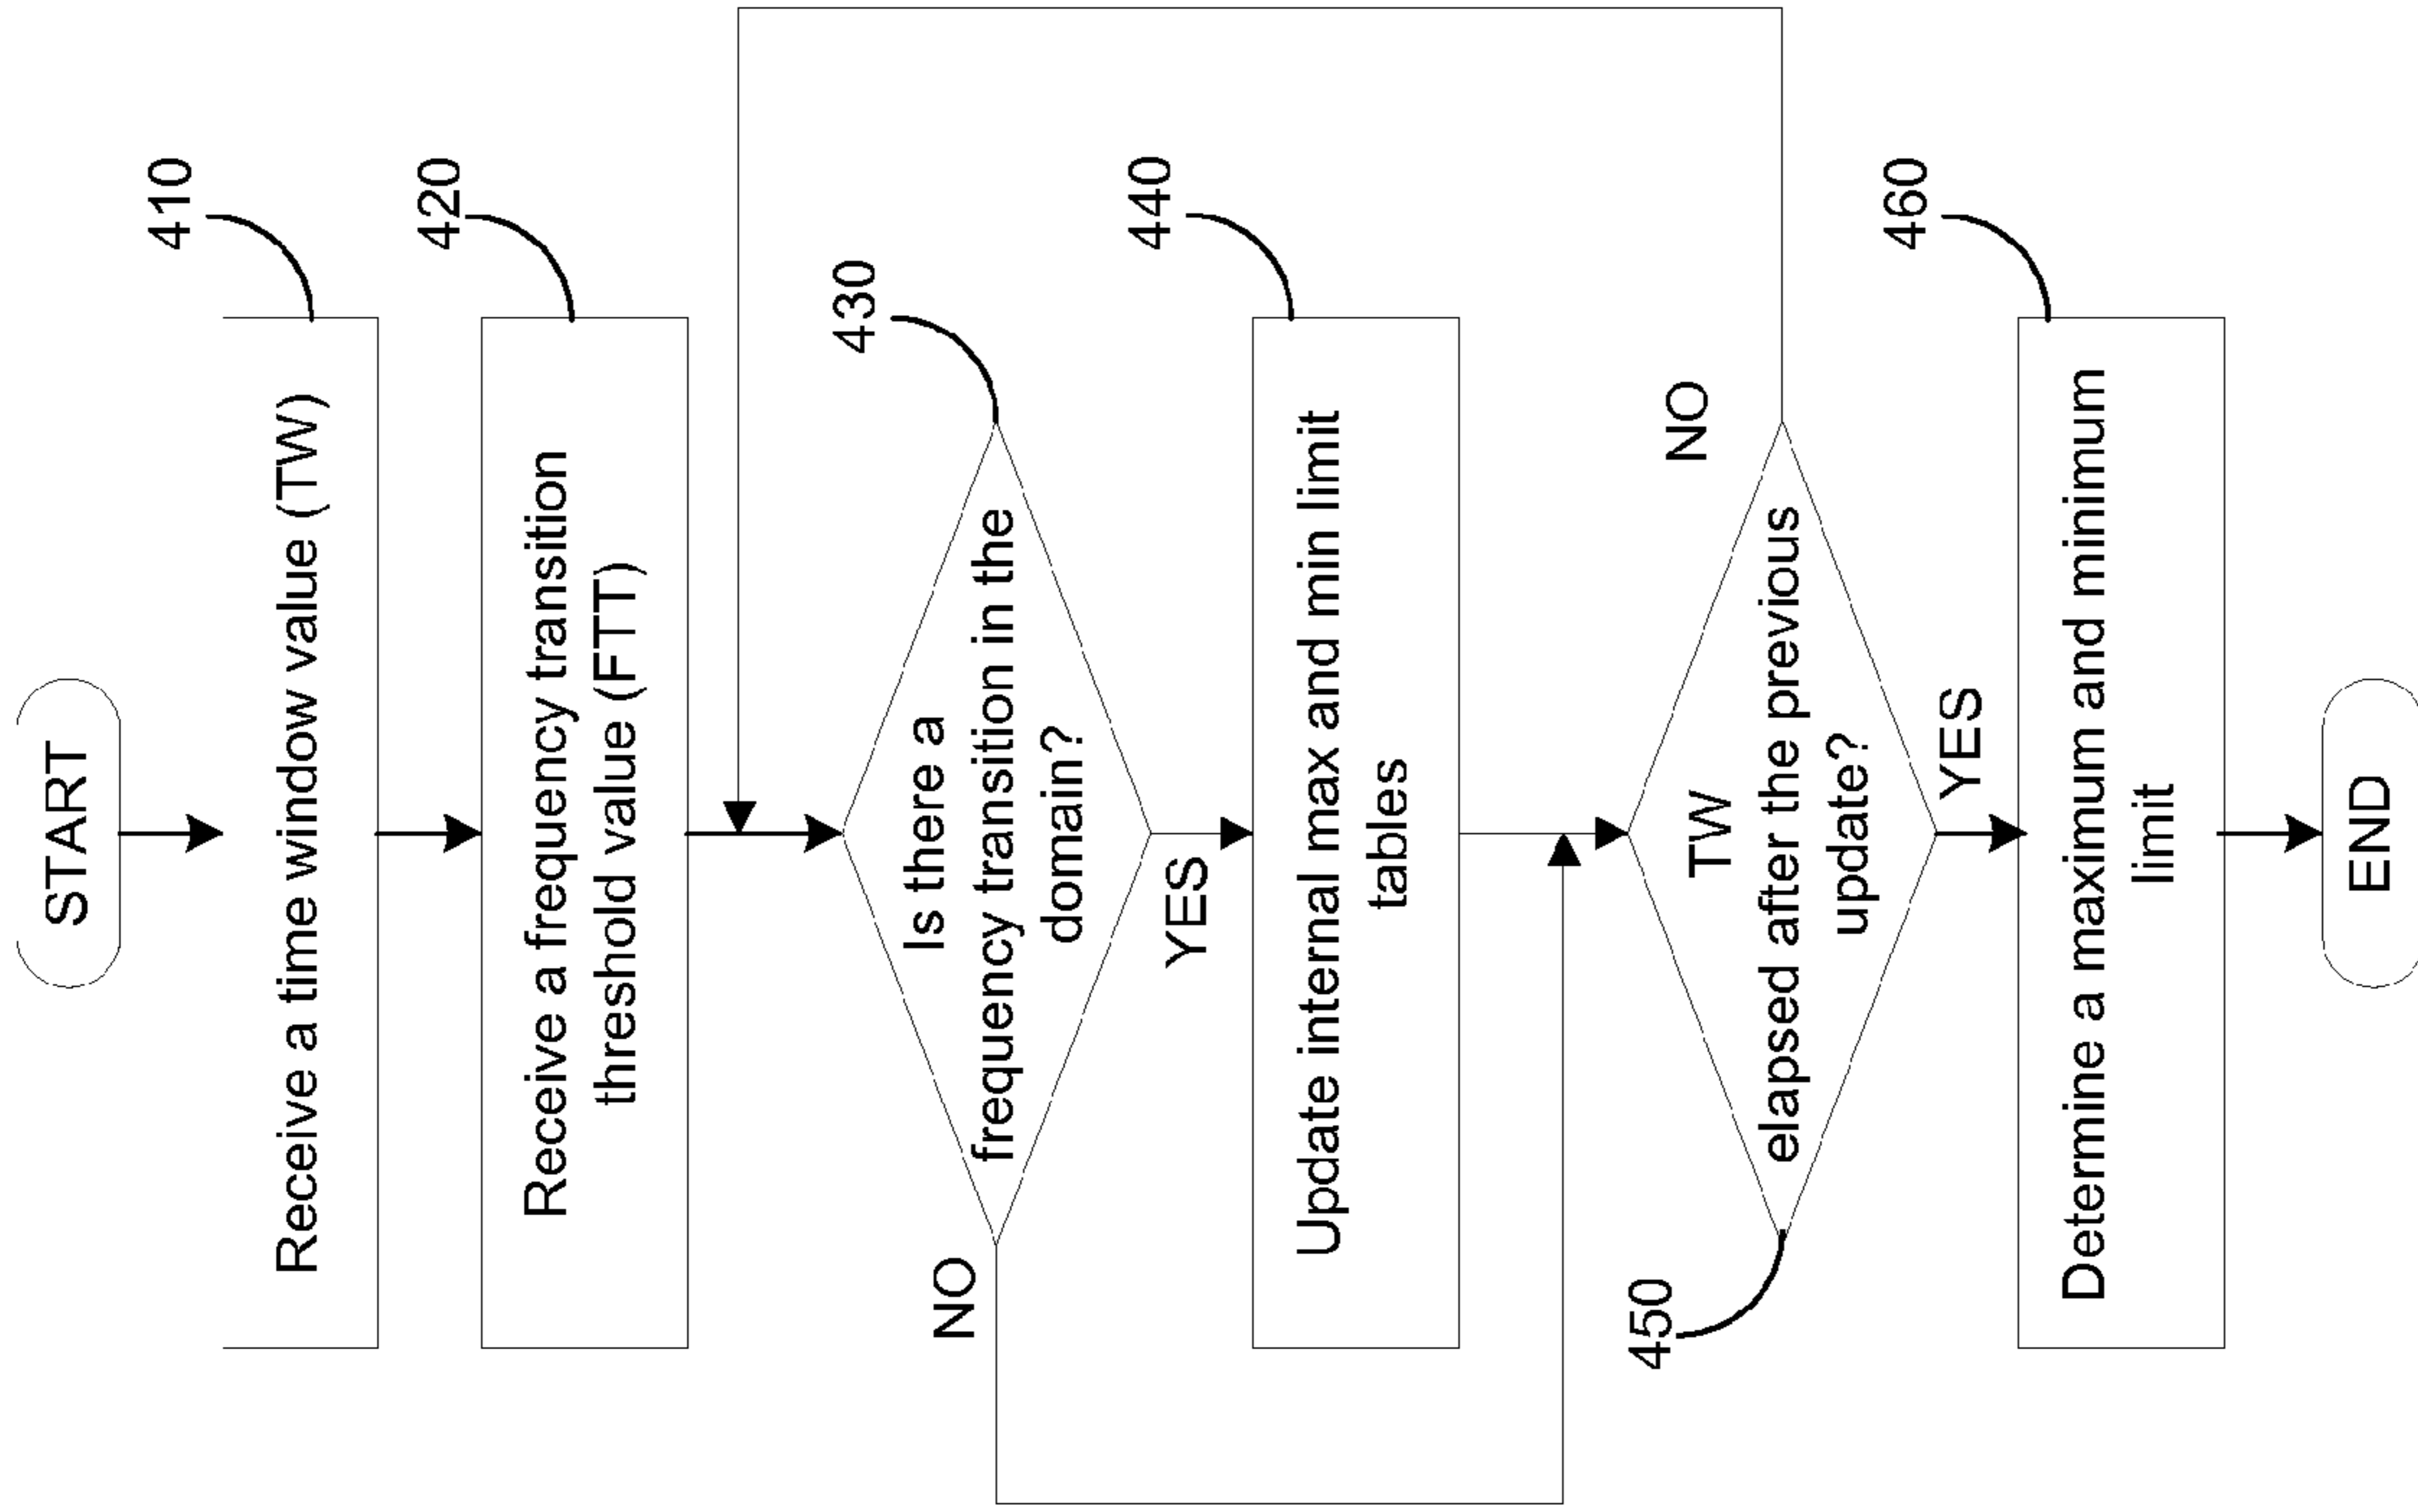 START
410
Receive a time window value (TW)
420
Receive a frequency transition
threshold value (FTT)
430
Is there a
frequency transition in the
domain?
NO
YES
440
Update internal max and min limit
tables
450
TW
elapsed after the previous
update?
NO
YES
460
Determine a maximum and minimum
limit
END